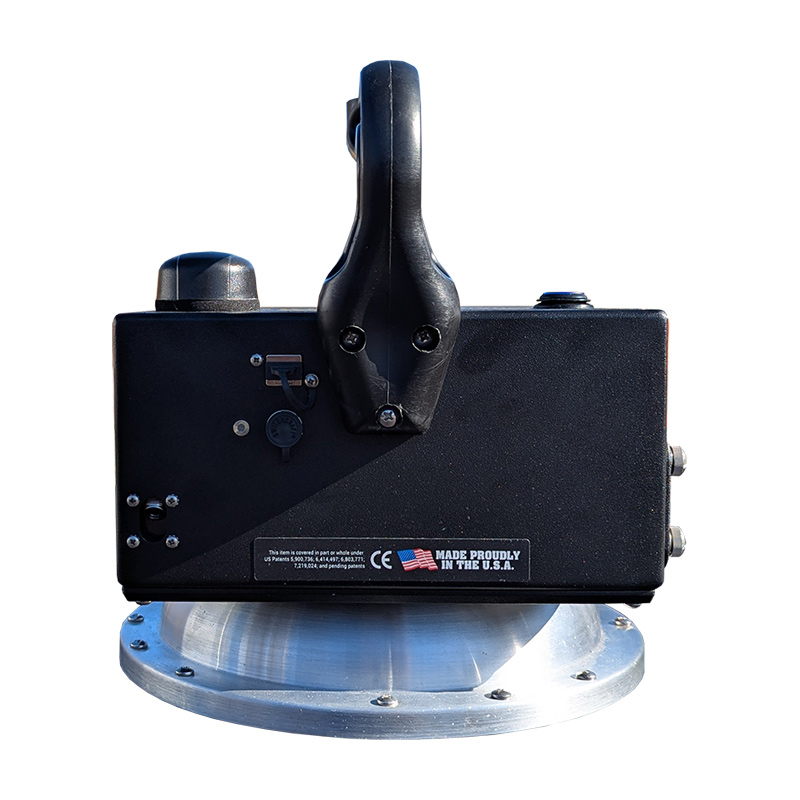 This item is covered in part or whole under
US Patents 5,900,736; 6,414,497; 6,803,771;
7,219,024; and pending patents
CE
MADE PROUDLY
IN THE U.S.A.